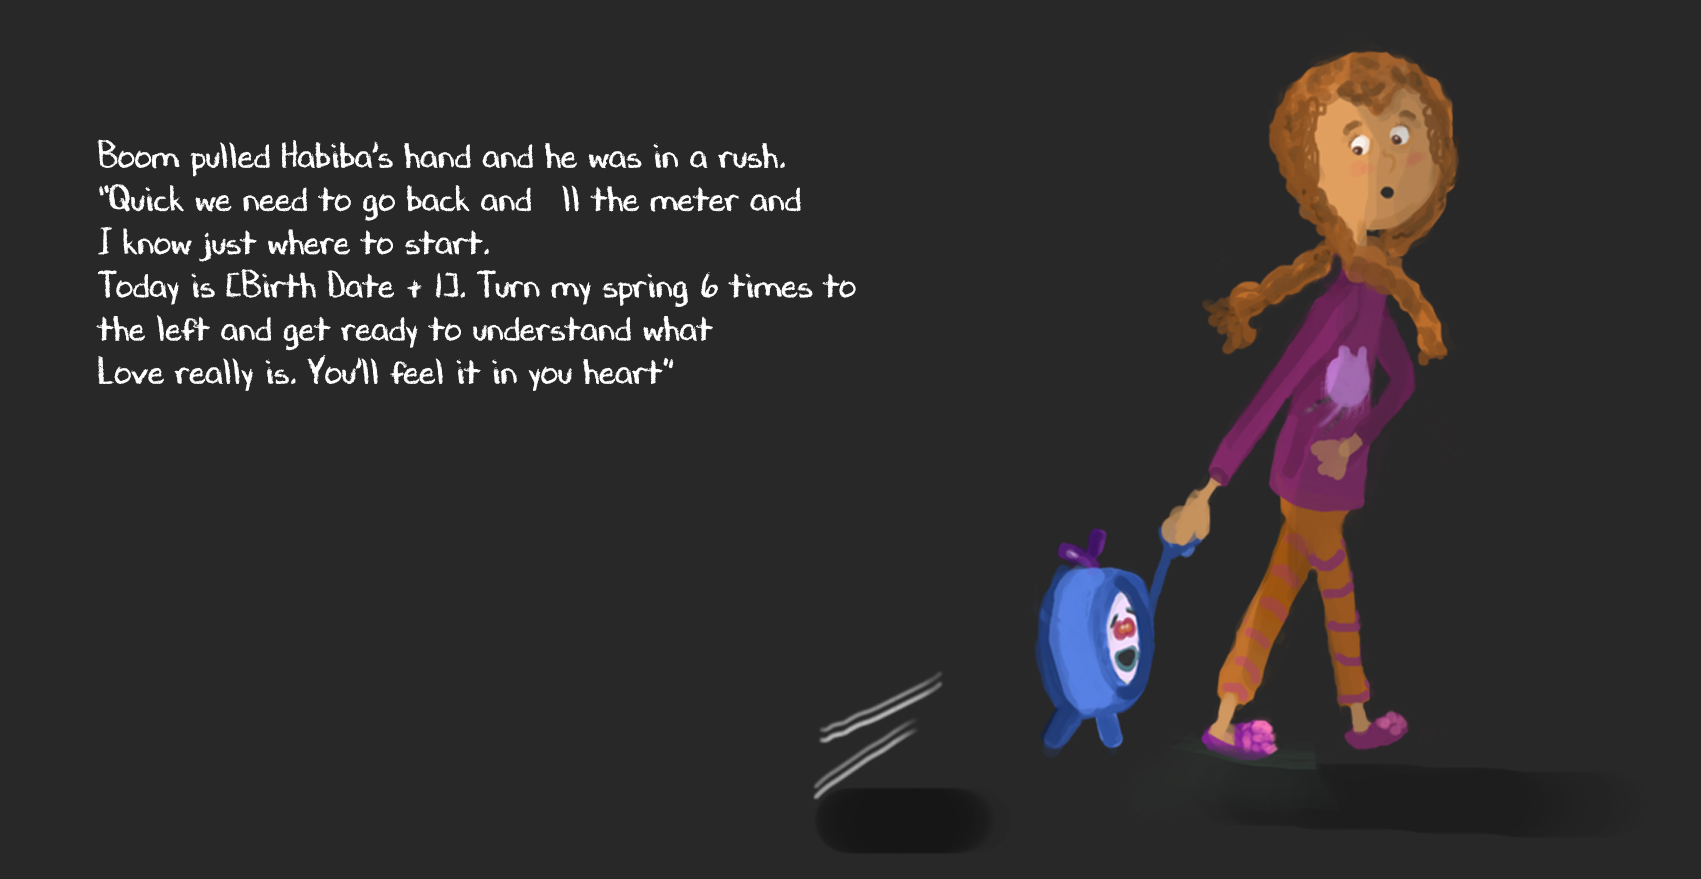 Boom pulled Habiba's hand and he was in a rush.
"Quick we need to go back and ll the meter and
I know just where to start.
Today is [Birth Date + 1]. Turn my spring 6 times to
the left and get ready to understand what
Love really is. You'll feel it in you heart"